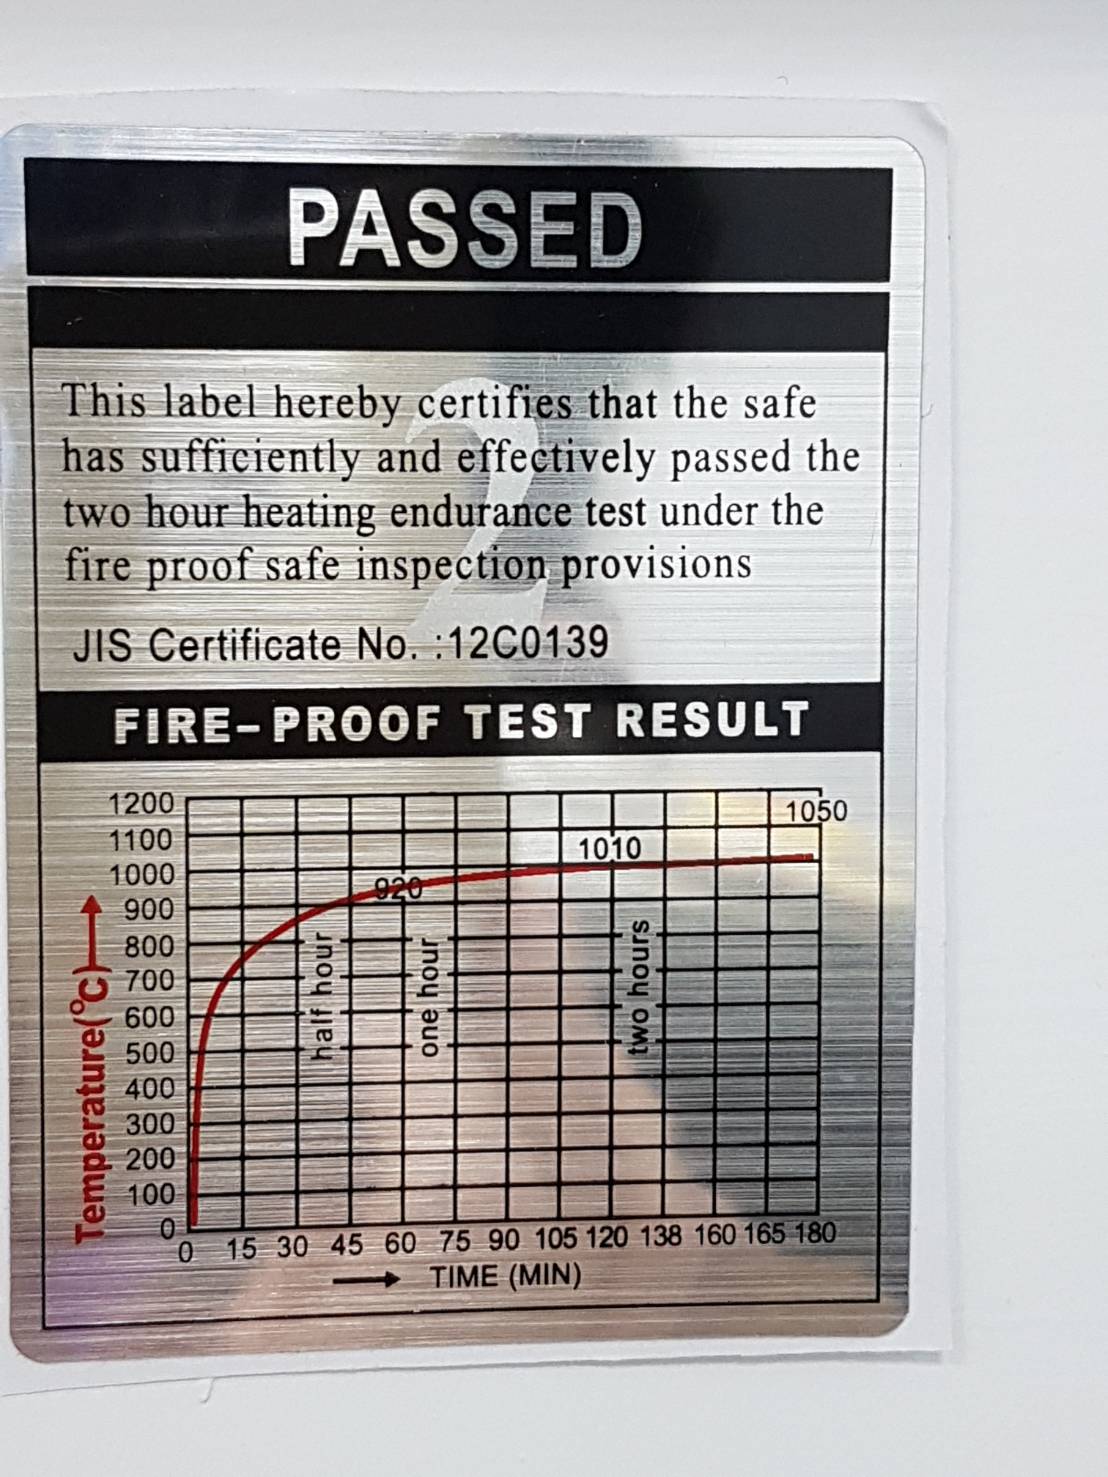 PASSED
This label hereby certifies that the safe
has sufficiently and effectively passed the
two hour heating endurance test under the
fire proof safe inspection provisions
2
JIS Certificate No. :12C0139
FIRE-PROOF TEST RESULT
Temperature(°C)
1200
1100
1000
900
800
700
600
500
400
300
200
100
0
920
1010
1050
half hour
one hour
two hours
0 15 30 45 60 75 90 105 120 138 160 165 180
TIME (MIN)